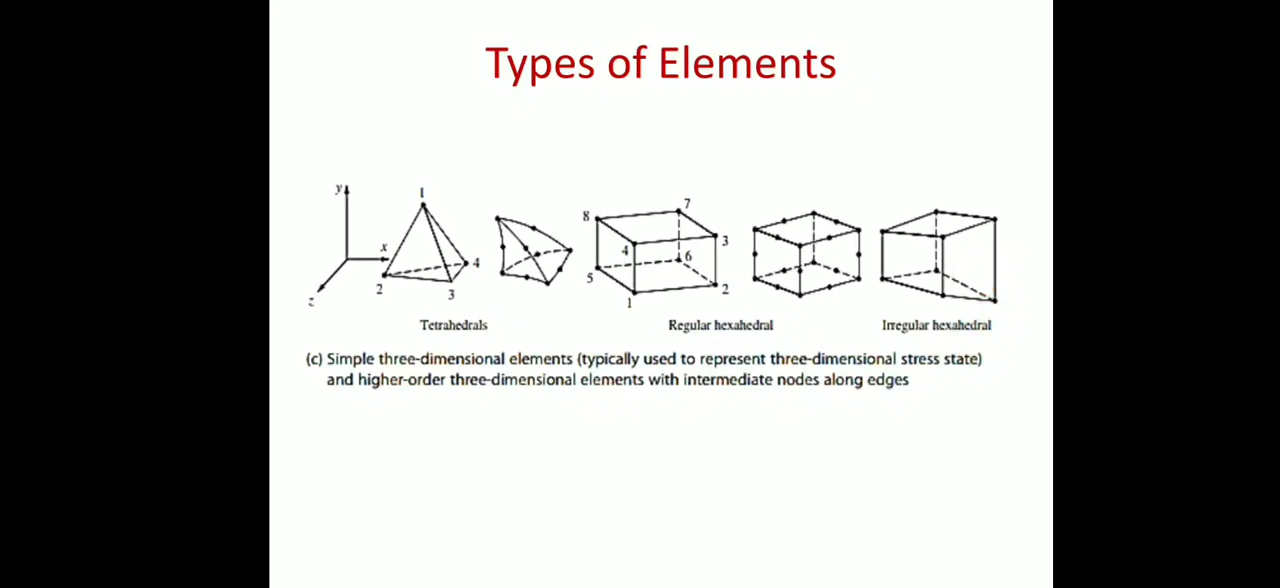 Types of Elements
y
x
z
1
2
3
4
8
7
4
3
6
5
2
1
Tetrahedrals
Regular hexahedral
Irregular hexahedral
(c) Simple three-dimensional elements (typically used to represent three-dimensional stress state)
and higher-order three-dimensional elements with intermediate nodes along edges